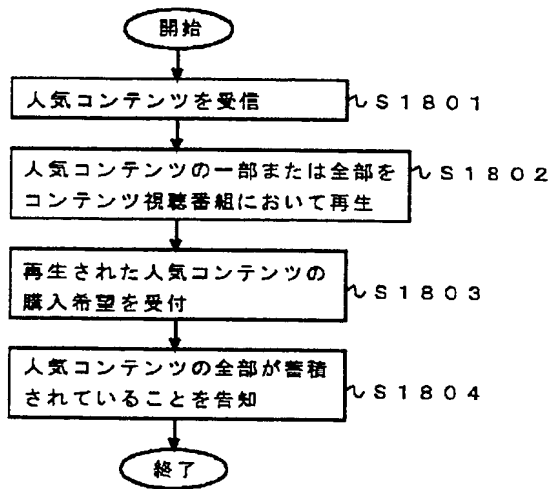 開始
人気コンテンツを受信
S1801
人気コンテンツの一部または全部を
コンテンツ視聴番組において再生
S1802
再生された人気コンテンツの
購入希望を受付
S1803
人気コンテンツの全部が蓄積
されていることを告知
S1804
終了